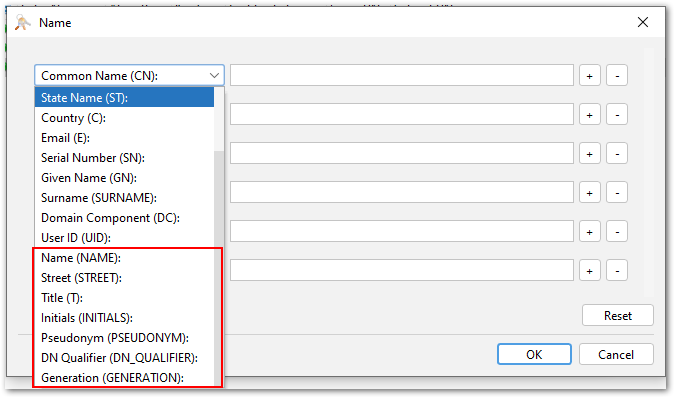 Name
Common Name (CN):
+ -
State Name (ST):
Country (C):
+ -
Email (E):
Serial Number (SN):
+ -
Given Name (GN):
Surname (SURNAME):
+ -
Domain Component (DC):
User ID (UID):
+ -
Name (NAME):
+ -
Street (STREET):
Title (T):
Initials (INITIALS):
Reset
Pseudonym (PSEUDONYM):
DN Qualifier (DN_QUALIFIER):
OK Cancel
Generation (GENERATION):